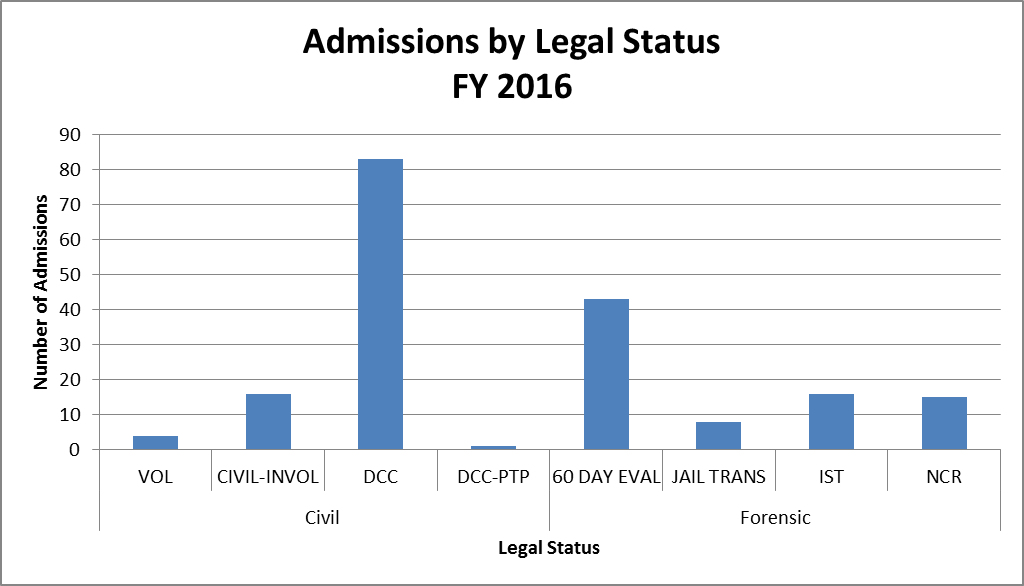 Admissions by Legal Status
FY 2016
Number of Admissions
90
80
70
60
50
40
30
20
10
0
VOL CIVIL-INVOL DCC DCC-PTP 60 DAY EVAL JAIL TRANS IST NCR
Civil Forensic
Legal Status